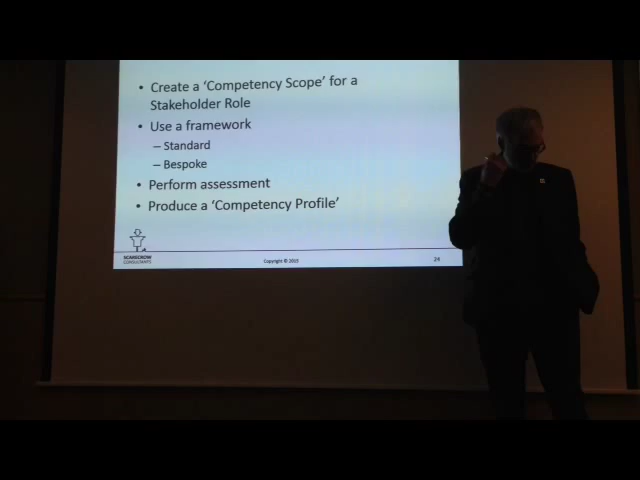 • Create a 'Competency Scope' for a
Stakeholder Role
• Use a framework
– Standard
– Bespoke
• Perform assessment
• Produce a 'Competency Profile'
SCARECROW
CONSULTANTS
Copyright © 2015
24